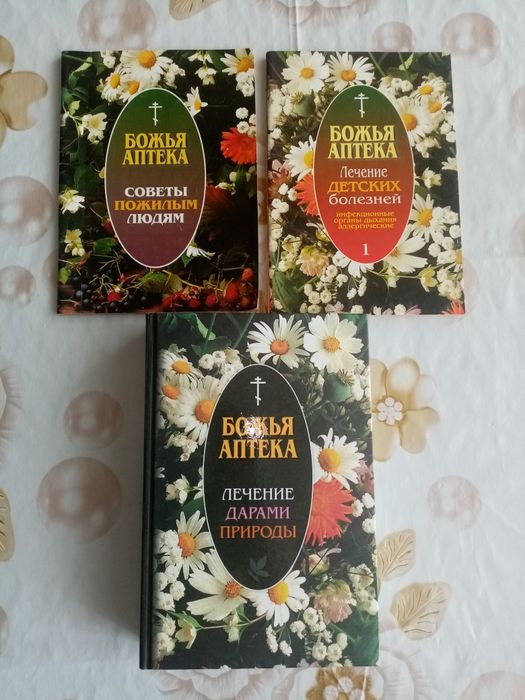 БОЖЬЯ
АПТЕКА
СОВЕТЫ
ПОЖИЛЫМ
ЛЮДЯМ
БОЖЬЯ
АПТЕКА
Лечение
ДЕТСКИХ
болезней
инфекционные
органы дыхания
аллергические
1
БОЖЬЯ
АПТЕКА
ЛЕЧЕНИЕ
ДАРАМИ
ПРИРОДЫ